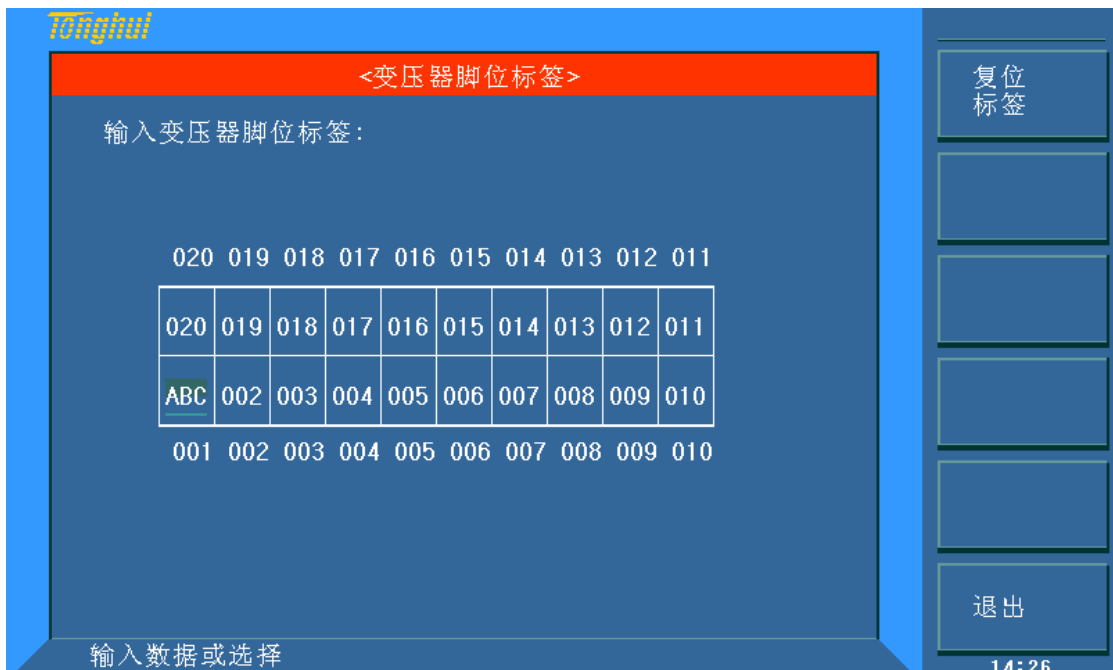 Tonghui
<变压器脚位标签>
输入变压器脚位标签:
020 019 018 017 016 015 014 013 012 011
020 019 018 017 016 015 014 013 012 011
ABC 002 003 004 005 006 007 008 009 010
001 002 003 004 005 006 007 008 009 010
输入数据或选择
复位
标签
退出
14:26